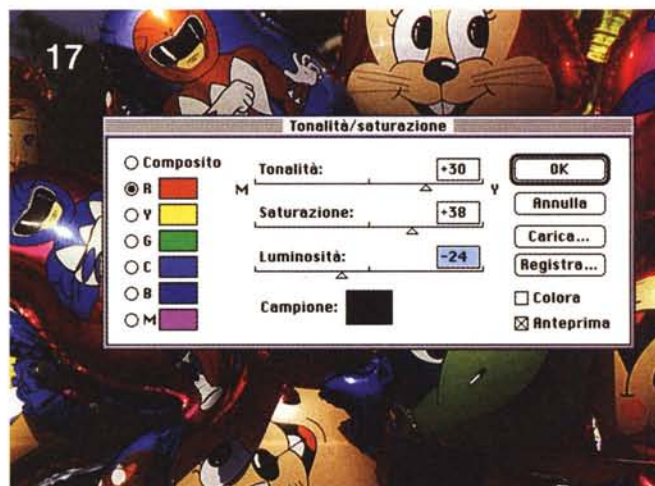 17
Tonalità/saturazione
Composito
R
Y
G
C
B
M
M Tonalità: +30 Y
Saturazione: +38
Luminosità: -24
Campione:
OK
Annulla
Carica...
Registra...
Colora
Anteprima